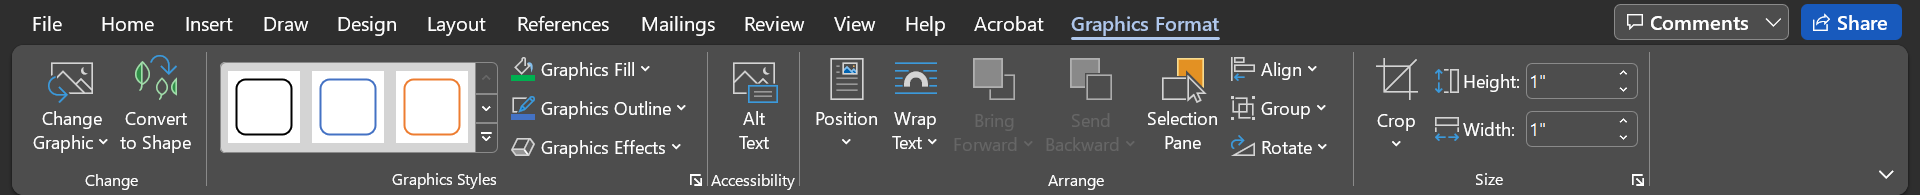 File Home Insert Draw Design Layout References Mailings Review View Help Acrobat Graphics Format Comments Share
Change Graphic
Convert to Shape
Change
Graphics Fill
Graphics Outline
Graphics Effects
Graphics Styles
Alt Text
Accessibility
Position
Wrap Text
Bring Forward
Send Backward
Selection Pane
Align
Group
Rotate
Arrange
Crop
Height: 1"
Width: 1"
Size